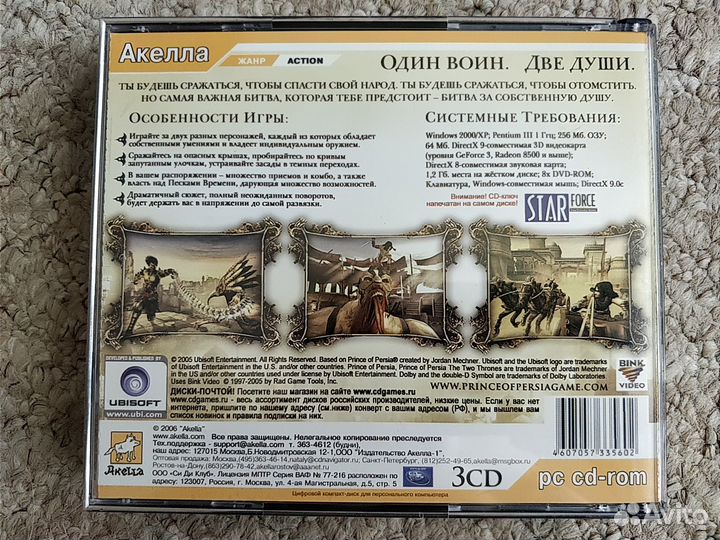 Акелла
ЖАНР ACTION
ОДИН ВОИН. ДВЕ ДУШИ.
ТЫ БУДЕШЬ СРАЖАТЬСЯ, ЧТОБЫ СПАСТИ СВОЙ НАРОД. ТЫ БУДЕШЬ СРАЖАТЬСЯ, ЧТОБЫ ОТОМСТИТЬ.
НО САМАЯ ВАЖНАЯ БИТВА, КОТОРАЯ ТЕБЕ ПРЕДСТОИТ – БИТВА ЗА СОБСТВЕННУЮ ДУШУ.
ОСОБЕННОСТИ ИГРЫ:
Играйте за двух разных персонажей, каждый из которых обладает
собственными умениями и владеет индивидуальным оружием.
Сражайтесь на опасных крышах, пробирайтесь по кривым
запутанным улочкам, устраивайте засады в темных переходах.
В вашем распоряжении – множество приемов и комбо, а также
власть над Песками Времени, дарующая множество возможностей.
Драматичный сюжет, полный неожиданных поворотов,
будет держать вас в напряжении до самой развязки.
СИСТЕМНЫЕ ТРЕБОВАНИЯ:
Windows 2000/XP; Pentium III 1 Ггц; 256 Мб. ОЗУ;
64 Мб. DirectX 9-совместимая 3D видеокарта
(уровня GeForce 3, Radeon 8500 и выше);
DirectX 8-совместимая звуковая карта;
1,2 Гб. места на жёстком диске; 8x DVD-ROM;
Клавиатура, Windows-совместимая мышь; DirectX 9.0c
Внимание! CD-ключ
напечатан на самом диске!
STAR FORCE
DEVELOPED & PUBLISHED BY
UBISOFT
www.ubi.com
© 2005 Ubisoft Entertainment. All Rights Reserved. Based on Prince of Persia® created by Jordan Mechner. Ubisoft and the Ubisoft logo are trademarks
of Ubisoft Entertainment in the U.S. and/or other countries. Prince of Persia, Prince of Persia The Two Thrones are trademarks of Jordan Mechner
in the US and/or other countries used under license by Ubisoft Entertainment. Dolby and the double-D Symbol are trademarks of Dolby Laboratories
Uses Bink Video © 1997-2005 by Rad Game Tools, Inc.
WWW.PRINCEOFPERSIAGAME.COM
BINK
VIDEO
ДИСКИ-ПОЧТОЙ! Посетите наш магазин на сайте www.cdgames.ru
www.cdgames.ru - весь ассортимент дисков российских производителей, низкие цены. Если у вас нет
интернета, пришлите по нашему адресу (см.ниже) конверт с вашим адресом (РФ), и мы вышлем вам
список новинок и правила подписки на них.
© 2006 "Akella"
www.akella.com Все права защищены. Нелегальное копирование преследуется
Тех.поддержка - support@akella.com т. 363-4612 (будни)
наш адрес: 127015 Москва,Б.Новодмитровская 12-1,ООО "Издательство Акелла-1",
Оптовая продажа: Москва,(495)363-46-14,nataly@cdnavigator.ru; Санкт-Петербург, (812)252-49-65,akella@msgbox.ru
Ростов-на-Дону,(863)290-78-42,akellarostov@aaanet.ru
ООО «Си Ди Клуб», Лицензия МПТР Серия ВАФ № 77-216 расположен по
адресу: 123007, Россия, г. Москва, ул. 4-ая Магистральная, д.5, стр. 5
Акелла
3CD
4607057335602
pc cd-rom
Цифровой компакт-диск для персонального компьютера
Avito